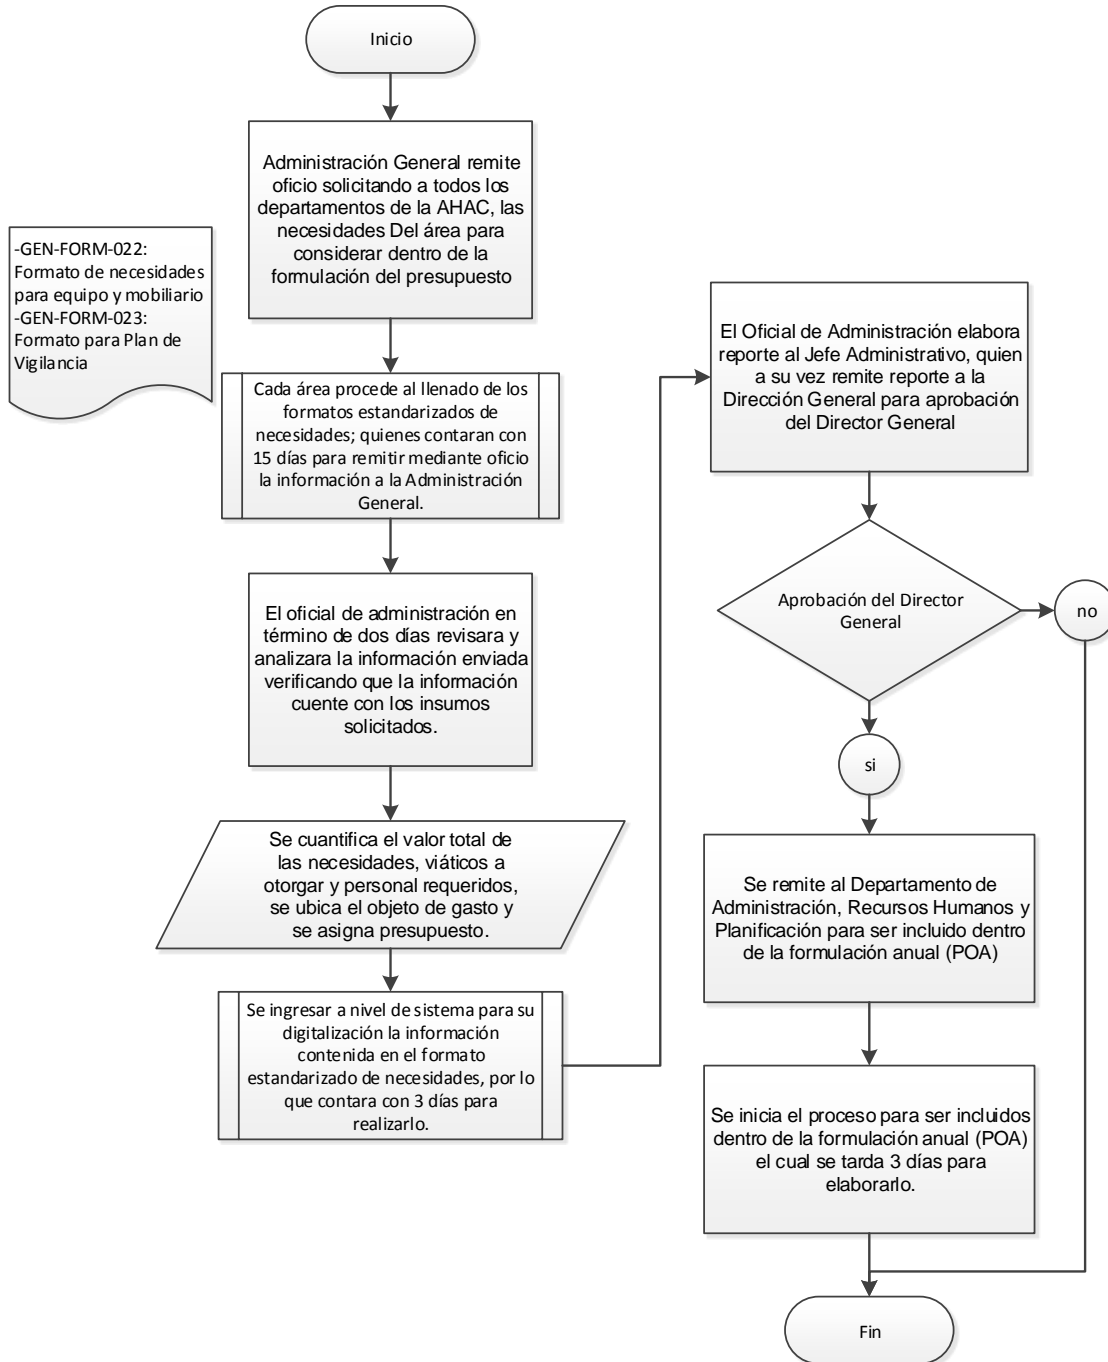 Inicio
Administración General remite
oficio solicitando a todos los
departamentos de la AHAC, las
necesidades Del área para
considerar dentro de la
formulación del presupuesto
-GEN-FORM-022:
Formato de necesidades
para equipo y mobiliario
-GEN-FORM-023:
Formato para Plan de
Vigilancia
Cada área procede al llenado de los
formatos estandarizados de
necesidades; quienes contaran con
15 días para remitir mediante oficio
la información a la Administración
General.
El oficial de administración en
término de dos días revisara y
analizara la información enviada
verificando que la información
cuente con los insumos
solicitados.
Se cuantifica el valor total de
las necesidades, viáticos a
otorgar y personal requeridos,
se ubica el objeto de gasto y
se asigna presupuesto.
Se ingresar a nivel de sistema para su
digitalización la información
contenida en el formato
estandarizado de necesidades, por lo
que contara con 3 días para
realizarlo.
El Oficial de Administración elabora
reporte al Jefe Administrativo, quien
a su vez remite reporte a la
Dirección General para aprobación
del Director General
Aprobación del Director
General
no
si
Se remite al Departamento de
Administración, Recursos Humanos y
Planificación para ser incluido dentro
de la formulación anual (POA)
Se inicia el proceso para ser incluidos
dentro de la formulación anual (POA)
el cual se tarda 3 días para
elaborarlo.
Fin